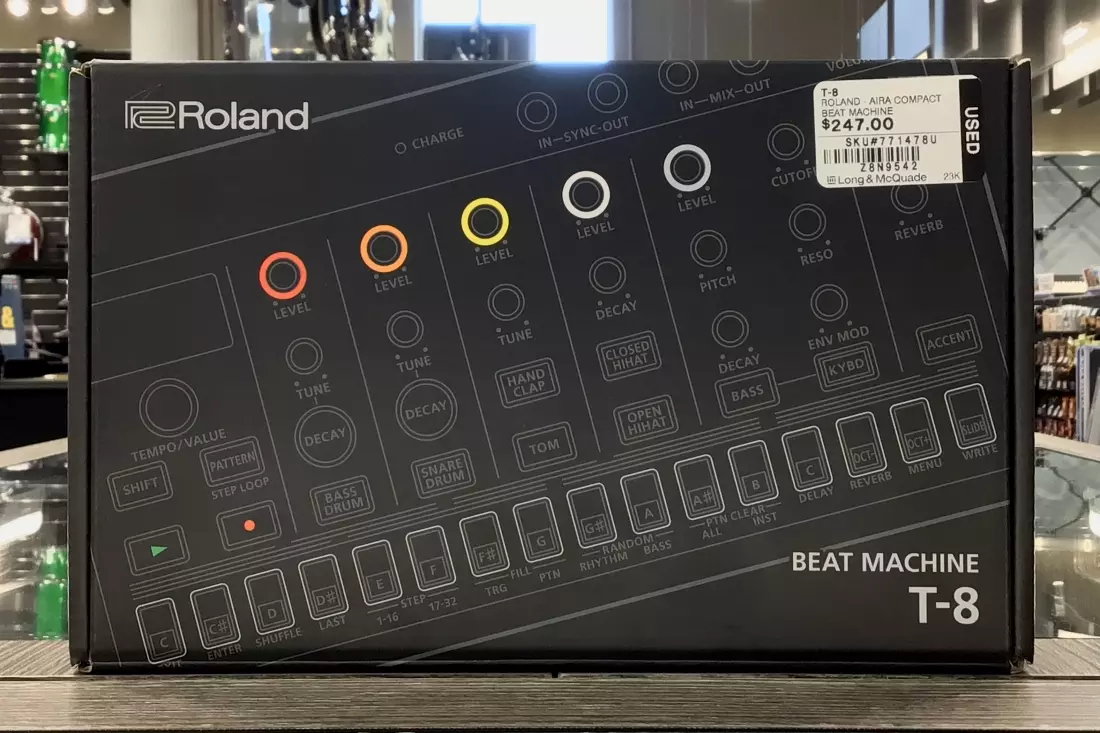 Roland
CHARGE
IN-SYNC-OUT
IN-MIX-OUT
VOLUM
T-8
ROLAND - AIRA COMPACT
BEAT MACHINE
$247.00
SKU#771478U
Z8N9542
Long & McQuade
23K
USED
LEVEL
LEVEL
LEVEL
LEVEL
LEVEL
CUTOF
TUNE
TUNE
TUNE
DECAY
PITCH
RESO
REVERB
DECAY
DECAY
HAND CLAP
CLOSED HIHAT
DECAY
ENV MOD
TEMPO/VALUE
BASS DRUM
SNARE DRUM
TOM
OPEN HIHAT
BASS
KYBD
ACCENT
SHIFT
PATTERN
STEP LOOP
C
C#
D
D#
E
F
F#
G
G#
A
A#
B
C
OCT-
OCT+
SLIDE
ENTER
SHUFFLE
LAST
1-16
STEP
17-32
TRG
FILL
PTN
RHYTHM
RANDOM
BASS
ALL
PTN CLEAR
INST
DELAY
REVERB
MENU
WRITE
BEAT MACHINE
T-8
&